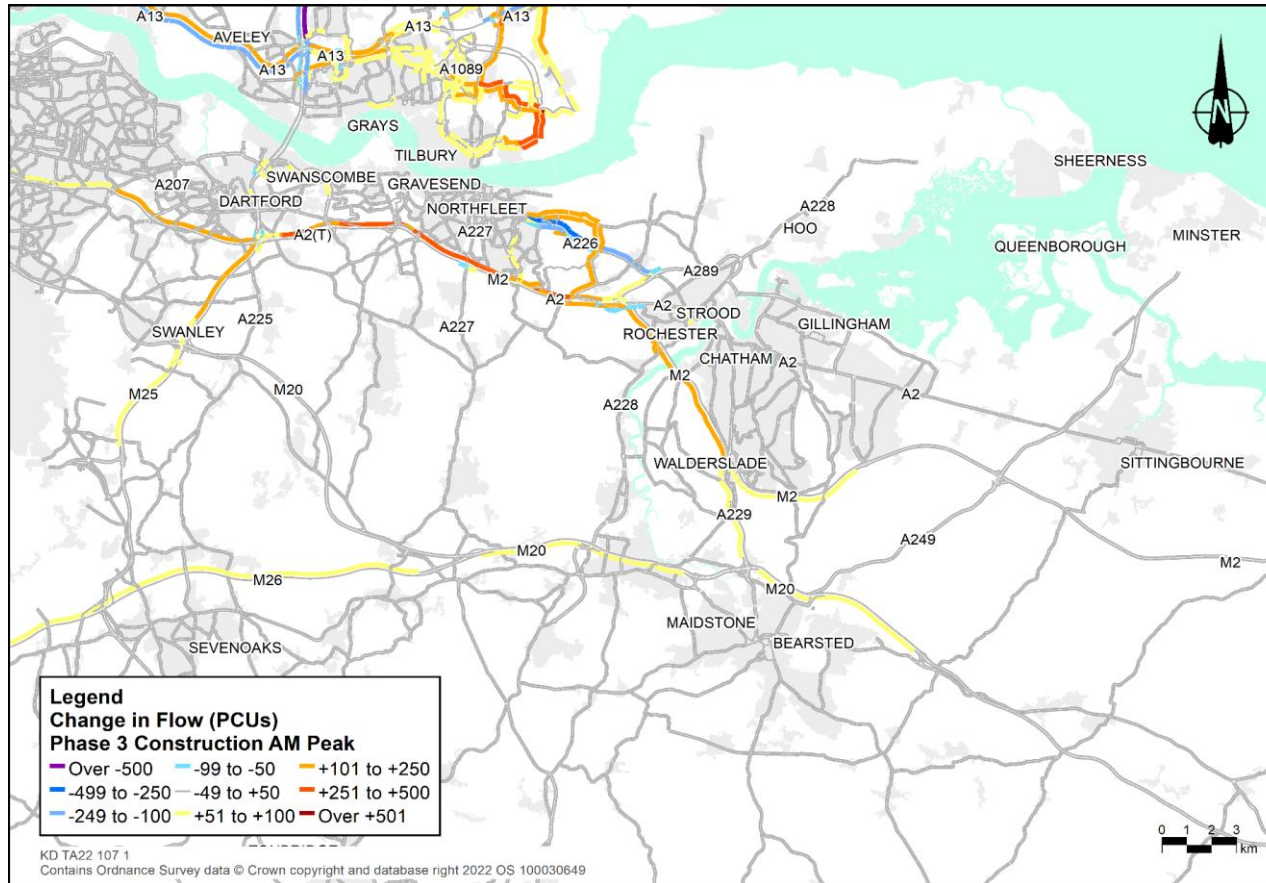 A13
A13
A13
AVELEY
A13
A13
A13
A1089
GRAYS
TILBURY
SHEERNESS
A207
SWANSCOMBE
GRAVESEND
DARTFORD
NORTHFLEET
A228
HOO
A2(T)
A227
A226
QUEENBOROUGH
MINSTER
M2
A289
A2
A2
STROOD
SWANLEY
A225
A227
ROCHESTER
GILLINGHAM
CHATHAM
A2
M25
M20
M2
A228
A2
WALDERSLADE
SITTINGBOURNE
M2
A229
M20
A249
M26
M20
M2
MAIDSTONE
SEVENOAKS
BEARSTED
N
Legend
Change in Flow (PCUs)
Phase 3 Construction AM Peak
Over -500 -99 to -50 +101 to +250
-499 to -250 -49 to +50 +251 to +500
-249 to -100 +51 to +100 Over +501
0 1 2 3
km
KD TA22 107 1
Contains Ordnance Survey data © Crown copyright and database right 2022 OS 100030649